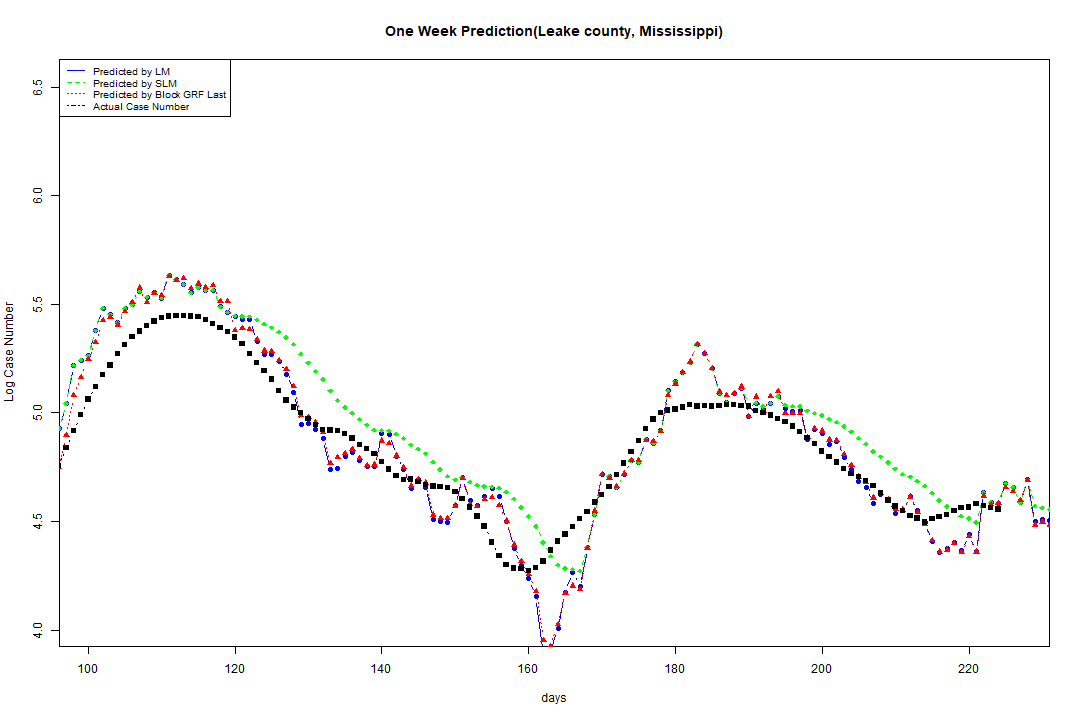 One Week Prediction(Leake county, Mississippi)
Predicted by LM
Predicted by SLM
Predicted by Block GRF Last
Actual Case Number
6.5
6.0
5.5
5.0
4.5
4.0
Log Case Number
100 120 140 160 180 200 220
days